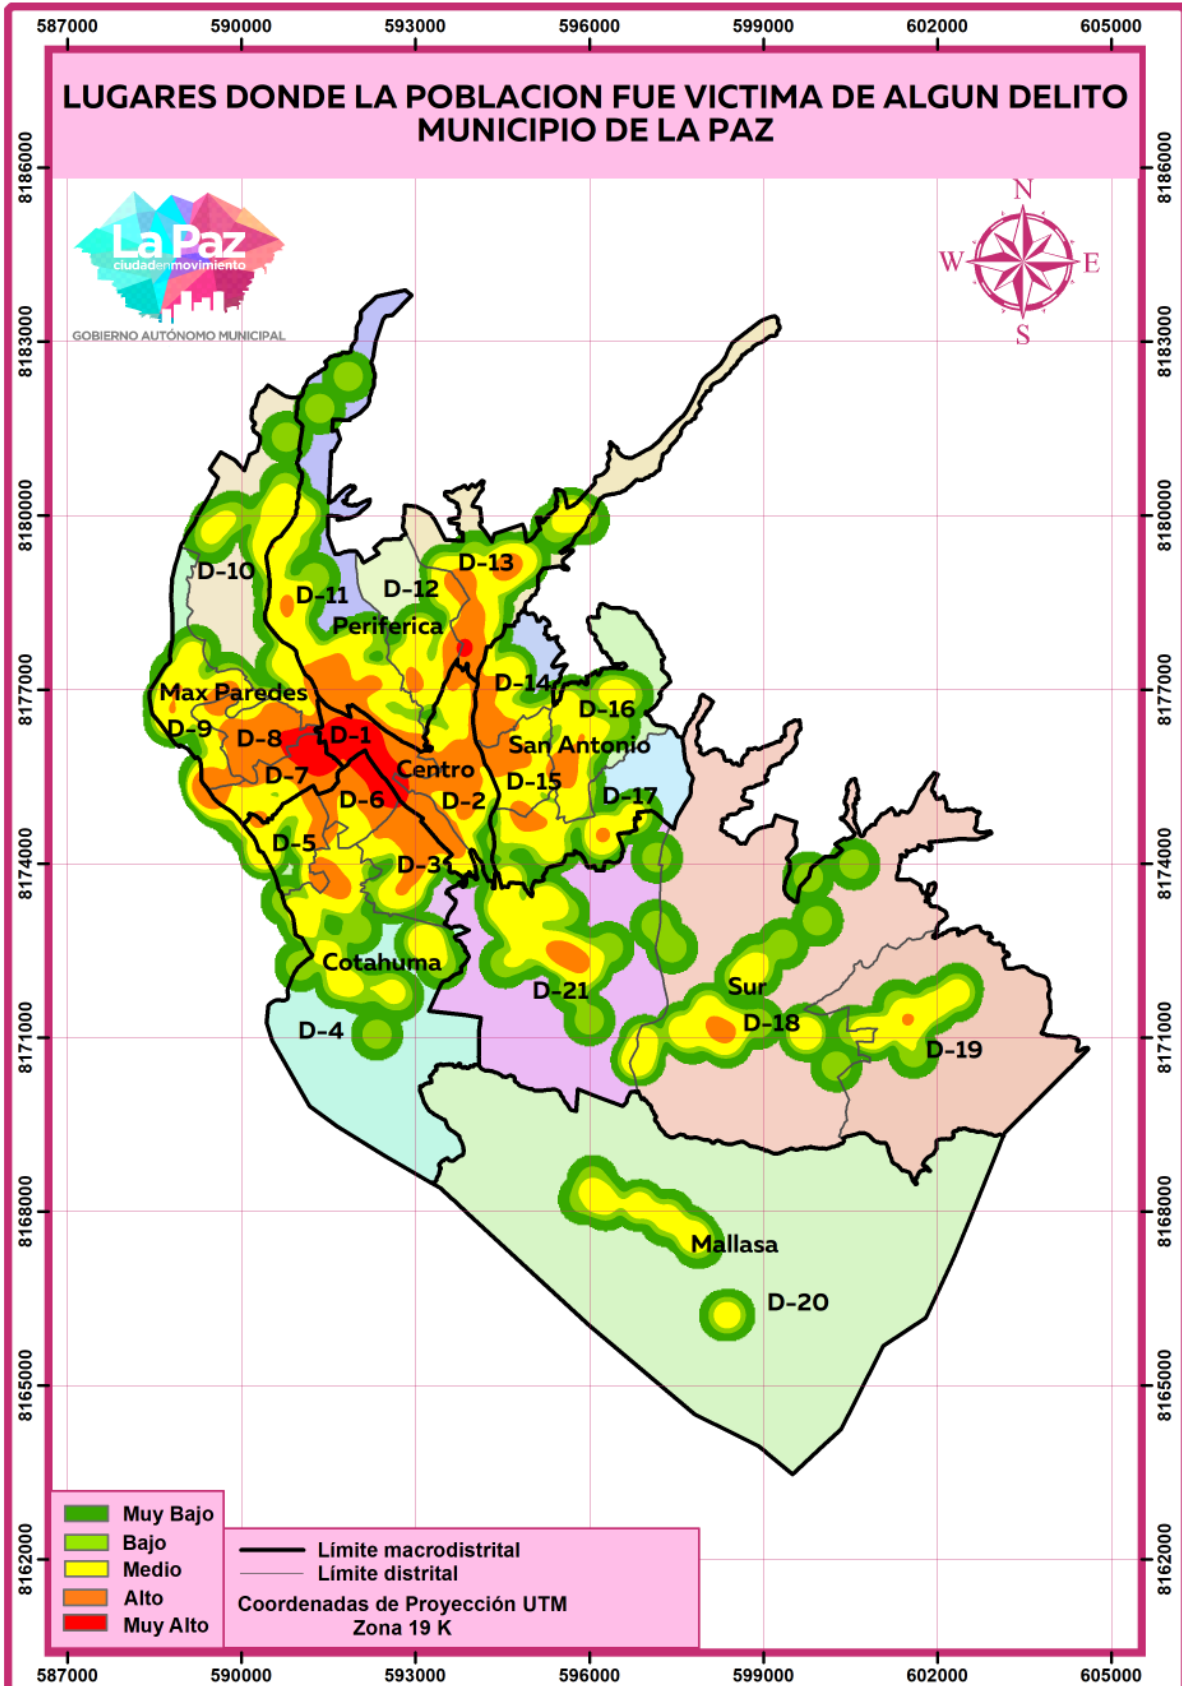 587000 590000 593000 596000 599000 602000 605000
LUGARES DONDE LA POBLACION FUE VICTIMA DE ALGUN DELITO
MUNICIPIO DE LA PAZ
8186000 8186000
La Paz
ciudadenmovimiento
GOBIERNO AUTÓNOMO MUNICIPAL
N
W E
S
8183000 8183000
8180000 8180000
D-13
D-10
D-12
D-11
Periferica
8177000 8177000
D-14
Max Paredes
D-16
D-9
D-8
D-1
San Antonio
Centro
D-7
D-15
D-6
D-2
D-17
D-5
D-3
8174000 8174000
Cotahuma
Sur
D-21
D-18
D-4
8171000 8171000
D-19
8168000 8168000
Mallasa
D-20
8165000 8165000
Muy Bajo
Bajo
Medio
Alto
Muy Alto
Límite macrodistrital
Límite distrital
Coordenadas de Proyección UTM
Zona 19 K
8162000 8162000
587000 590000 593000 596000 599000 602000 605000